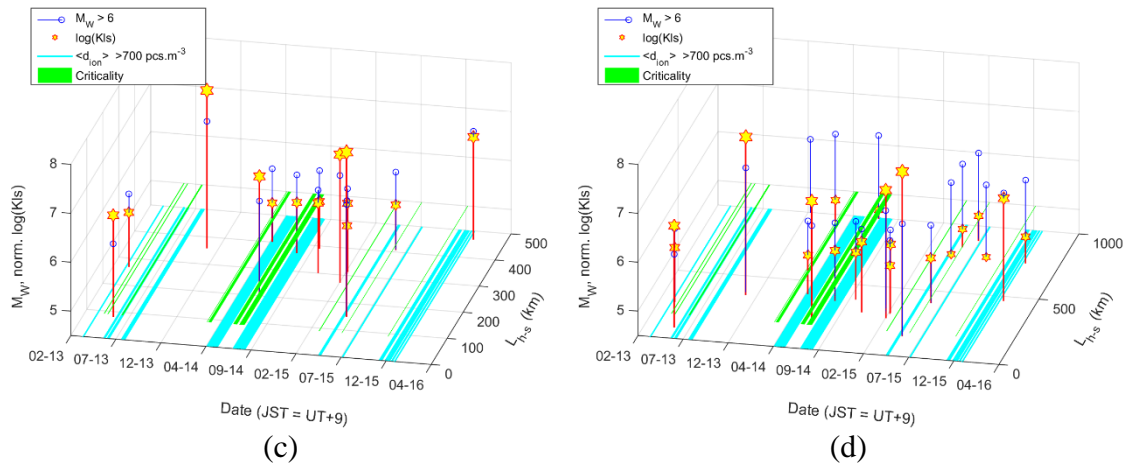 M_W > 6
log(Kls)
<d_ion> >700 pcs.m^-3
Criticality
8
7
6
5
M_W, norm. log(Kls)
02-13
07-13
12-13
04-14
09-14
02-15
07-15
12-15
04-16
Date (JST = UT+9)
0
100
200
300
400
500
L_h-s (km)
(c)
M_W > 6
log(Kls)
<d_ion> >700 pcs.m^-3
Criticality
8
7
6
5
M_W, norm. log(Kls)
02-13
07-13
12-13
04-14
09-14
02-15
07-15
12-15
04-16
Date (JST = UT+9)
0
500
1000
L_h-s (km)
(d)